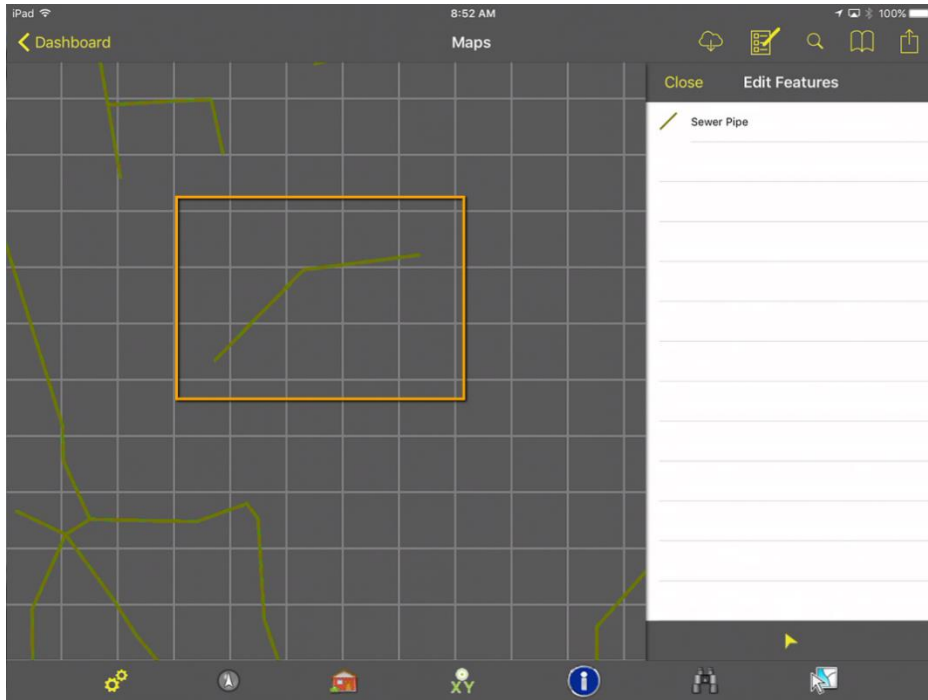 iPad 8:52 AM 100%
Dashboard Maps
Close Edit Features
Sewer Pipe
XY
i